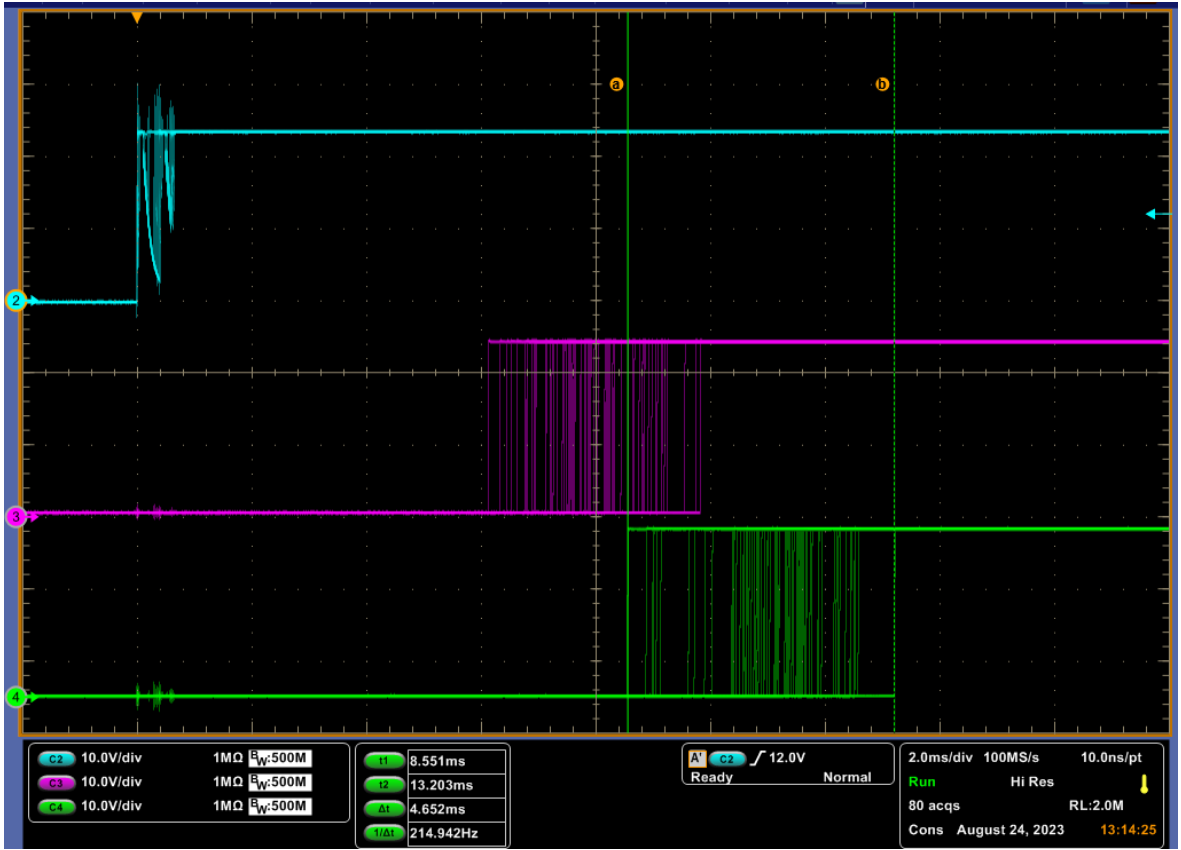 a b
2
3
4
C2 10.0V/div 1MΩ BW:500M
C3 10.0V/div 1MΩ BW:500M
C4 10.0V/div 1MΩ BW:500M
t1 8.551ms
t2 13.203ms
Δt 4.652ms
1/Δt 214.942Hz
A' C2 12.0V
Ready Normal
2.0ms/div 100MS/s 10.0ns/pt
Run Hi Res
80 acqs RL:2.0M
Cons August 24, 2023 13:14:25